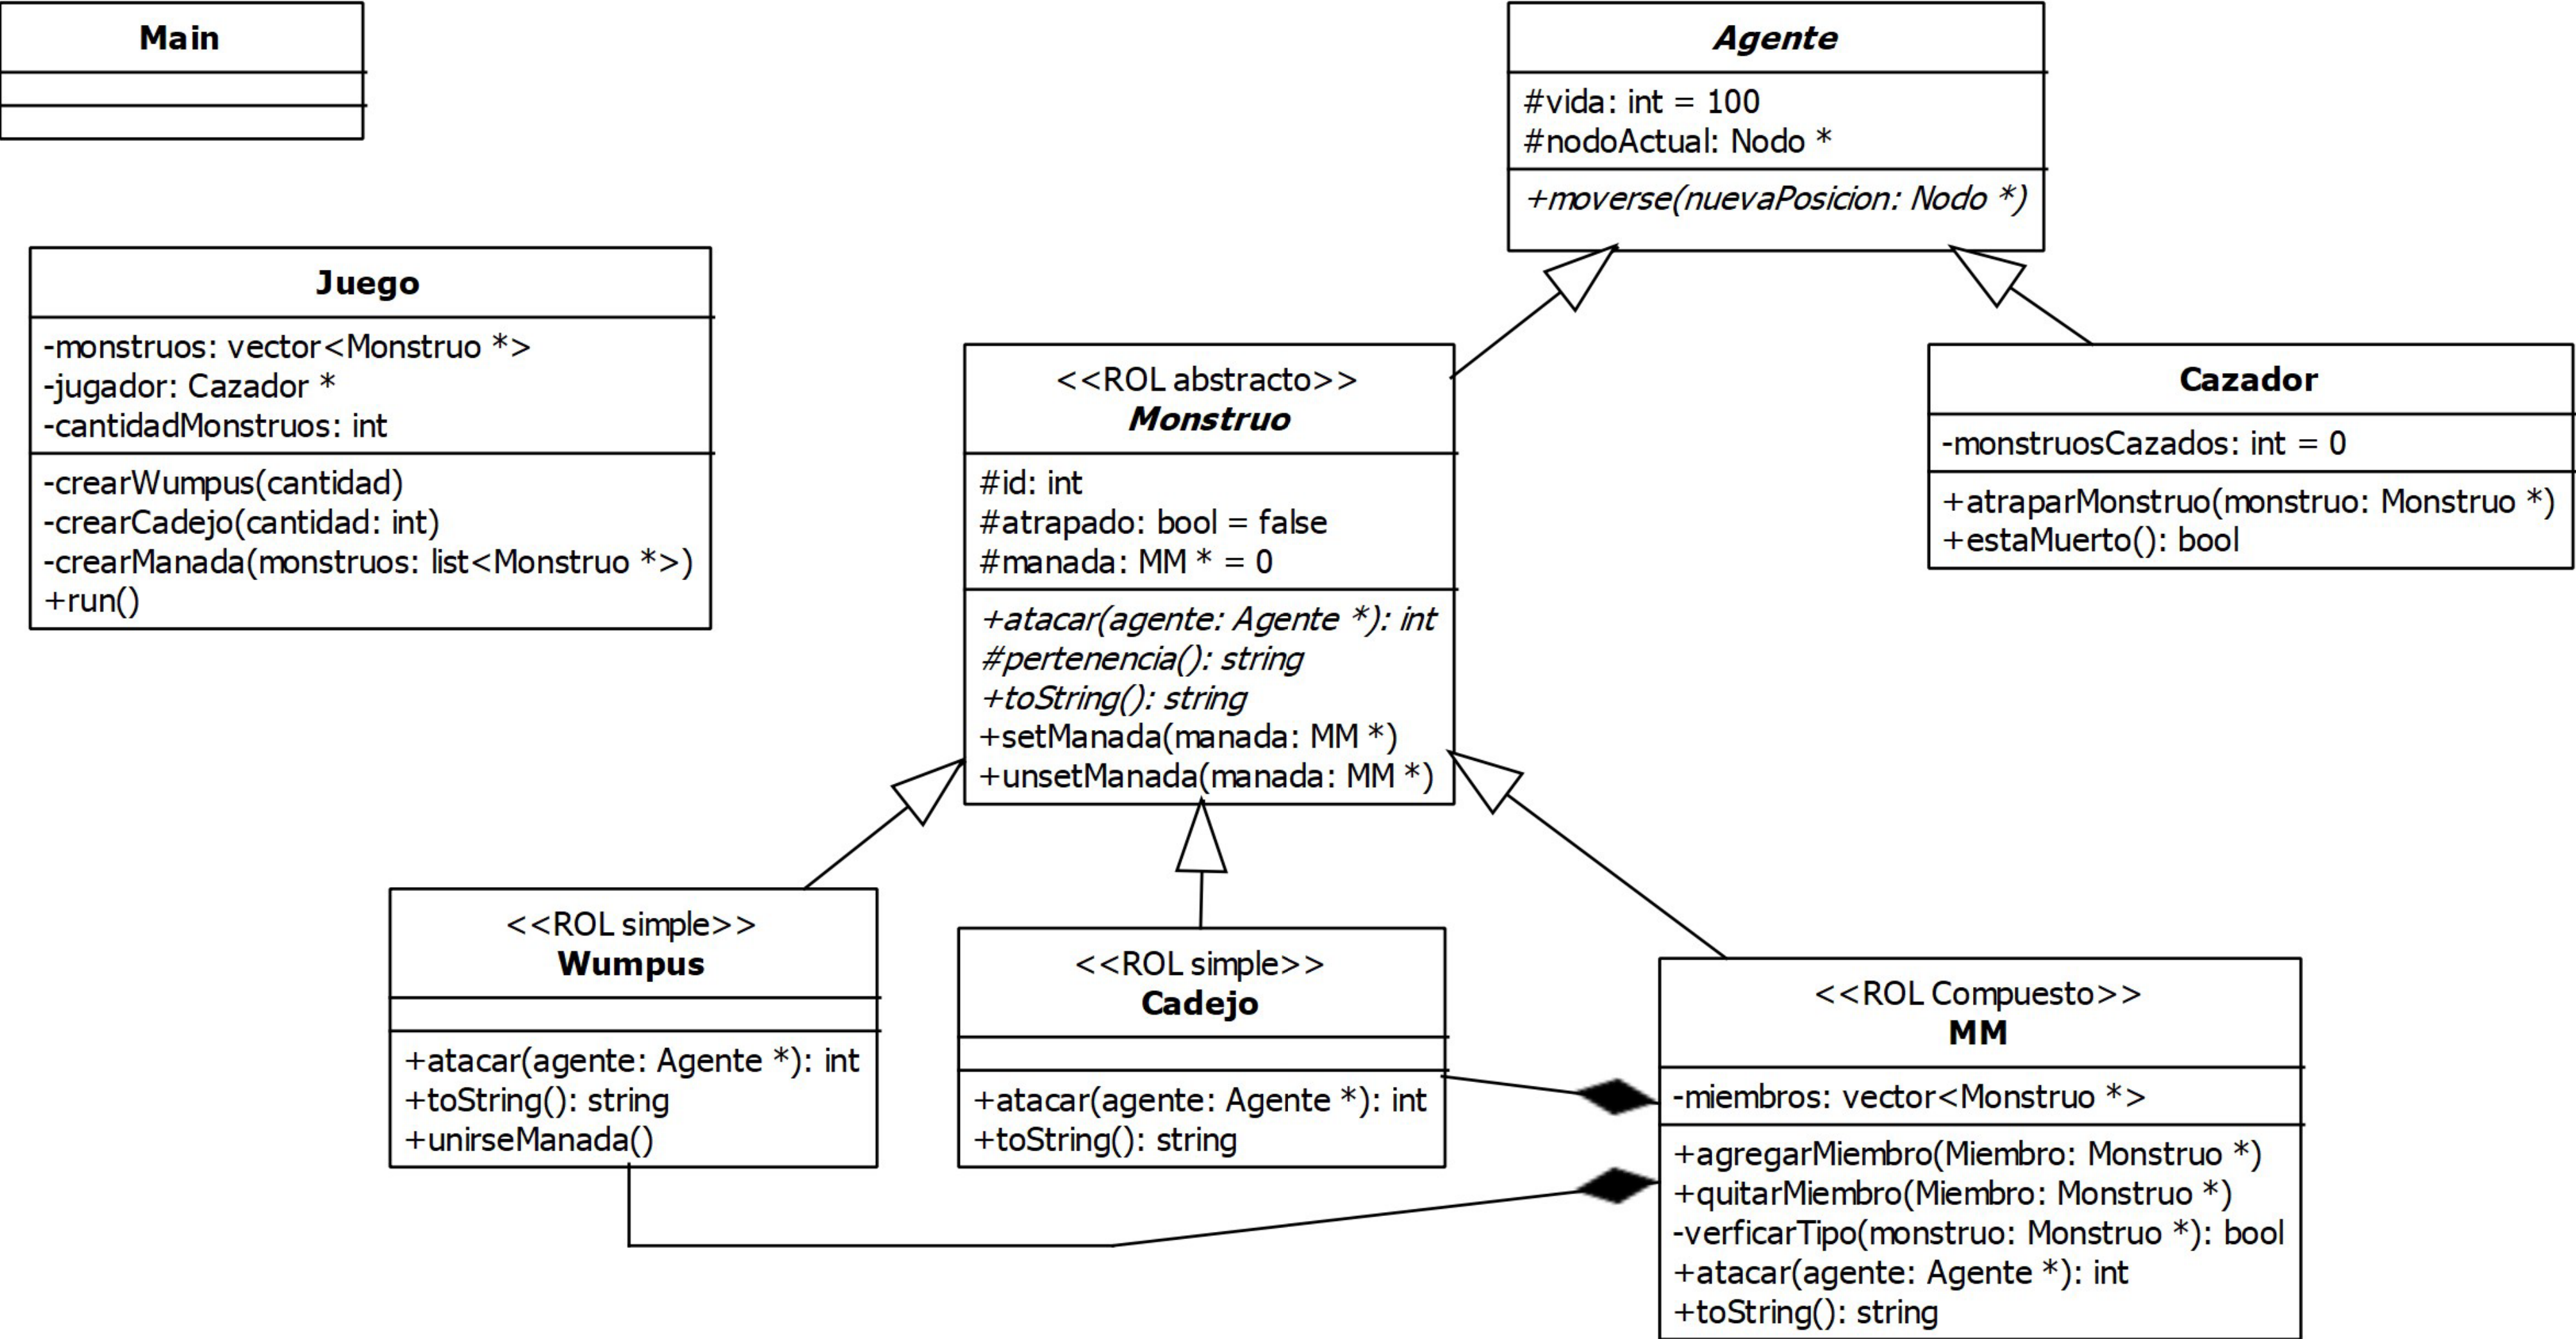 Main
Agente
#vida: int = 100
#nodoActual: Nodo *
+moverse(nuevaPosicion: Nodo *)
Juego
-monstruos: vector<Monstruo *>
-jugador: Cazador *
-cantidadMonstruos: int
-crearWumpus(cantidad)
-crearCadejo(cantidad: int)
-crearManada(monstruos: list<Monstruo *>)
+run()
<<ROL abstracto>>
Monstruo
#id: int
#atrapado: bool = false
#manada: MM * = 0
+atacar(agente: Agente *): int
#pertenencia(): string
+toString(): string
+setManada(manada: MM *)
+unsetManada(manada: MM *)
Cazador
-monstruosCazados: int = 0
+atraparMonstruo(monstruo: Monstruo *)
+estaMuerto(): bool
<<ROL simple>>
Wumpus
+atacar(agente: Agente *): int
+toString(): string
+unirseManada()
<<ROL simple>>
Cadejo
+atacar(agente: Agente *): int
+toString(): string
<<ROL Compuesto>>
MM
-miembros: vector<Monstruo *>
+agregarMiembro(Miembro: Monstruo *)
+quitarMiembro(Miembro: Monstruo *)
-verficarTipo(monstruo: Monstruo *): bool
+atacar(agente: Agente *): int
+toString(): string